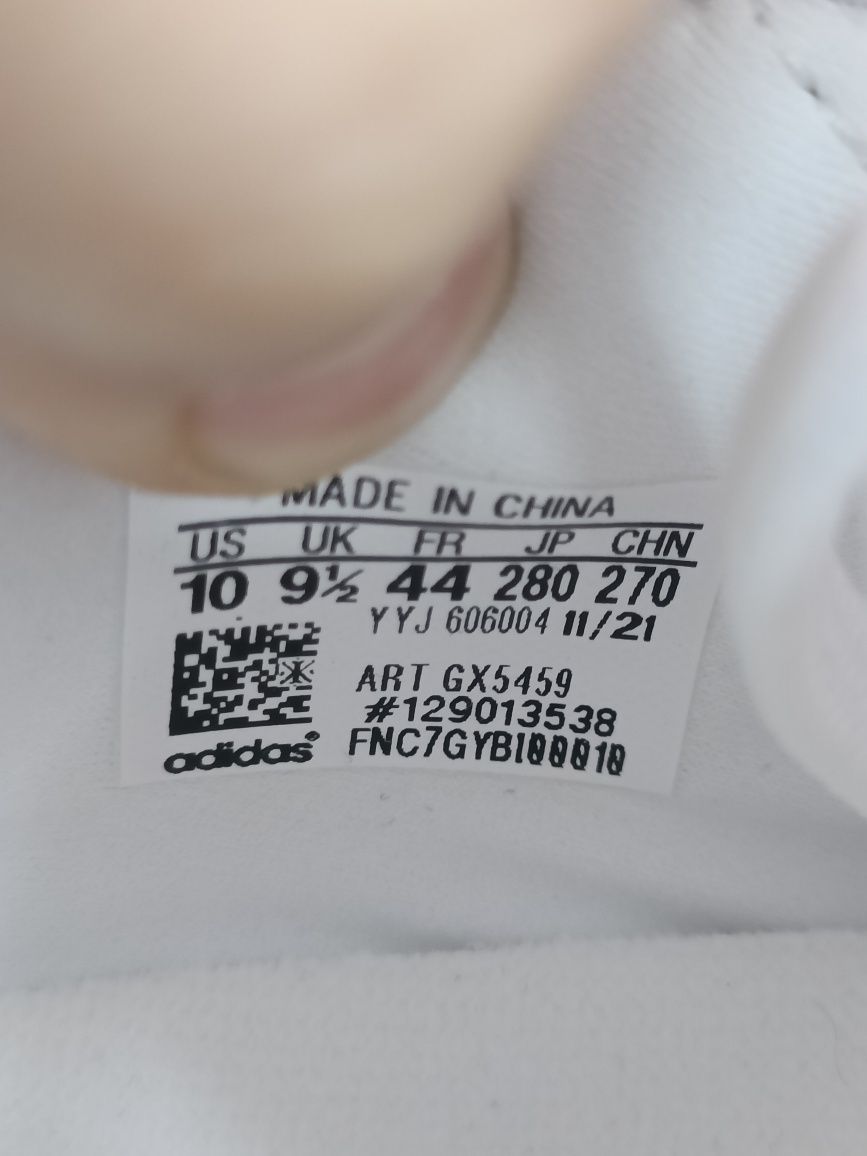 MADE IN CHINA
US UK FR JP CHN
10 9½ 44 280 270
YYJ 606004 11/21
ART GX5459
#129013538
FNC7GYBI00010
adidas®